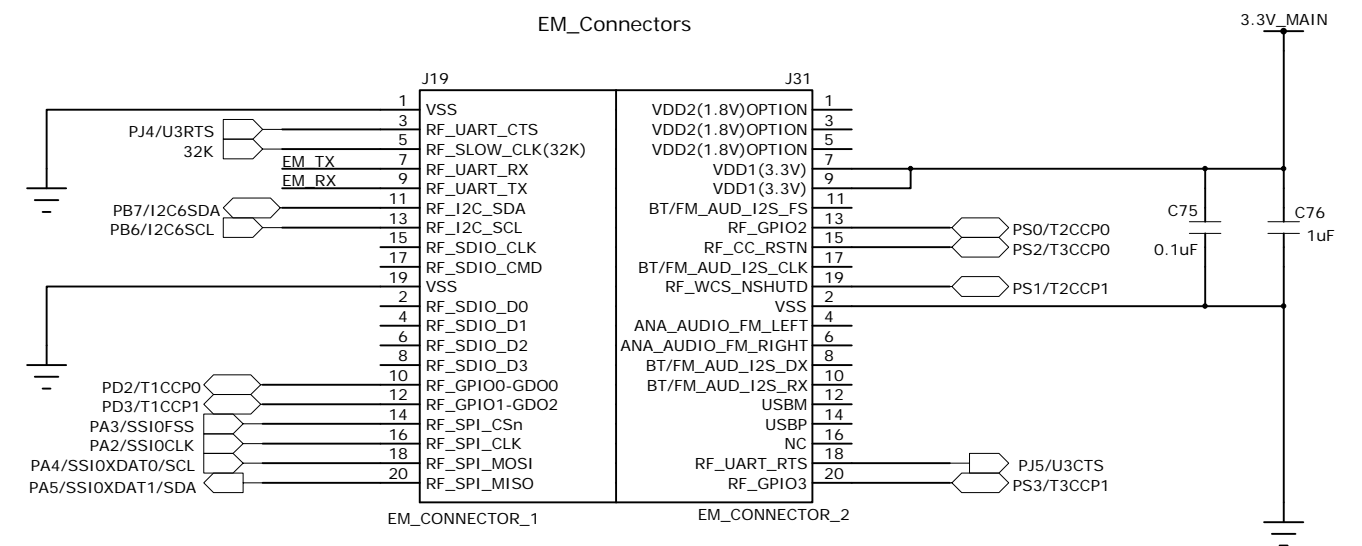 EM_Connectors
3.3V_MAIN
J19
J31
1 VSS
VDD2(1.8V)OPTION 1
PJ4/U3RTS 3 RF_UART_CTS
VDD2(1.8V)OPTION 3
32K 5 RF_SLOW_CLK(32K)
VDD2(1.8V)OPTION 5
EM_TX 7 RF_UART_RX
VDD1(3.3V) 7
EM_RX 9 RF_UART_TX
VDD1(3.3V) 9
PB7/I2C6SDA 11 RF_I2C_SDA
BT/FM_AUD_I2S_FS 11
PB6/I2C6SCL 13 RF_I2C_SCL
RF_GPIO2 13 PS0/T2CCP0
15 RF_SDIO_CLK
RF_CC_RSTN 15 PS2/T3CCP0
17 RF_SDIO_CMD
BT/FM_AUD_I2S_CLK 17
19 VSS
RF_WCS_NSHUTD 19 PS1/T2CCP1
2 RF_SDIO_D0
VSS 2
4 RF_SDIO_D1
ANA_AUDIO_FM_LEFT 4
6 RF_SDIO_D2
ANA_AUDIO_FM_RIGHT 6
8 RF_SDIO_D3
BT/FM_AUD_I2S_DX 8
PD2/T1CCP0 10 RF_GPIO0-GDO0
BT/FM_AUD_I2S_RX 10
PD3/T1CCP1 12 RF_GPIO1-GDO2
USBM 12
PA3/SSI0FSS 14 RF_SPI_CSn
USBP 14
PA2/SSI0CLK 16 RF_SPI_CLK
NC 16
PA4/SSI0XDAT0/SCL 18 RF_SPI_MOSI
RF_UART_RTS 18 PJ5/U3CTS
PA5/SSI0XDAT1/SDA 20 RF_SPI_MISO
RF_GPIO3 20 PS3/T3CCP1
C75
0.1uF
C76
1uF
EM_CONNECTOR_1
EM_CONNECTOR_2